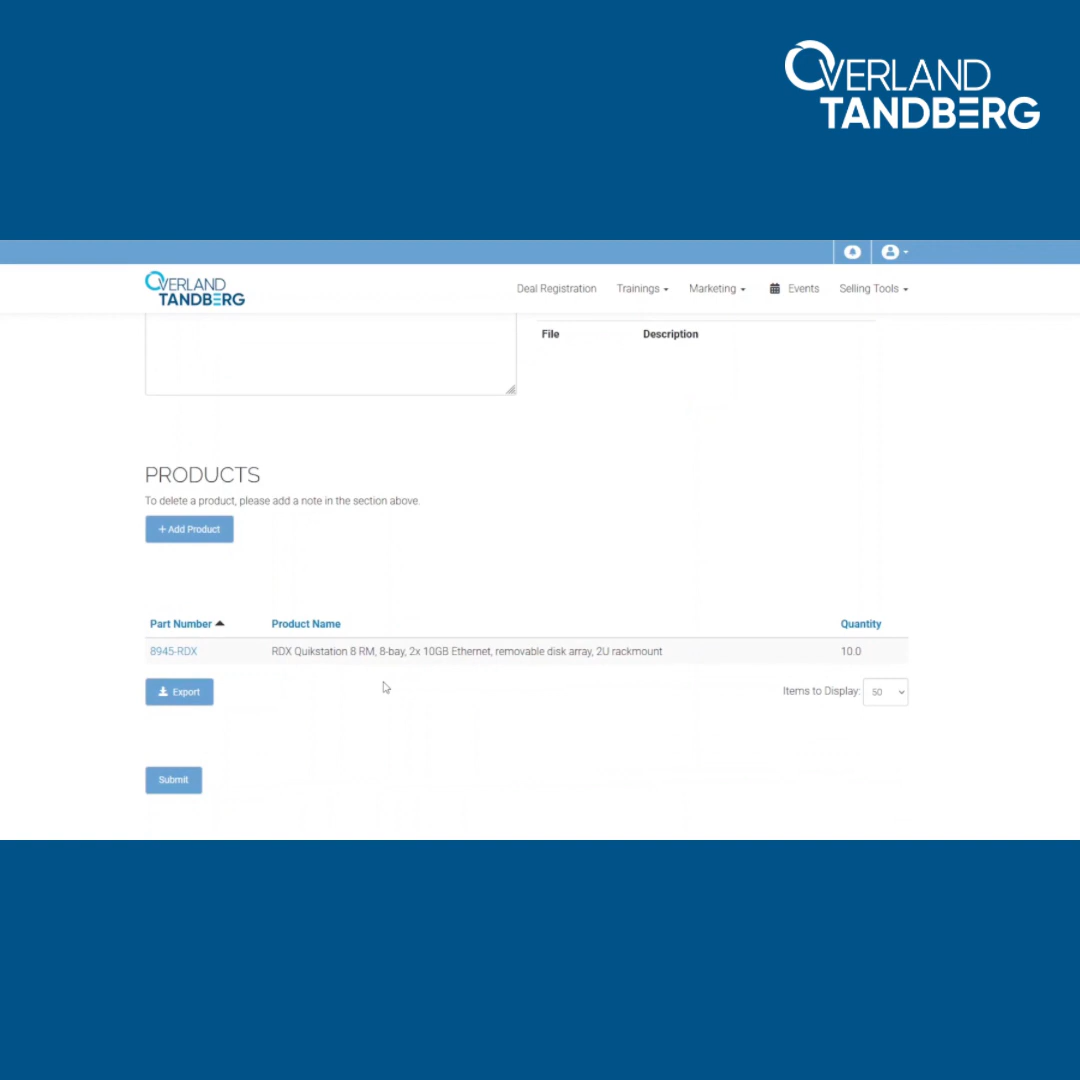 OVERLAND
TANDBERG
OVERLAND
TANDBERG
Deal Registration Trainings Marketing Events Selling Tools
File Description
PRODUCTS
To delete a product, please add a note in the section above.
+ Add Product
Part Number Product Name Quantity
8945-RDX RDX Quikstation 8 RM, 8-bay, 2x 10GB Ethernet, removable disk array, 2U rackmount 10.0
Export Items to Display: 50
Submit